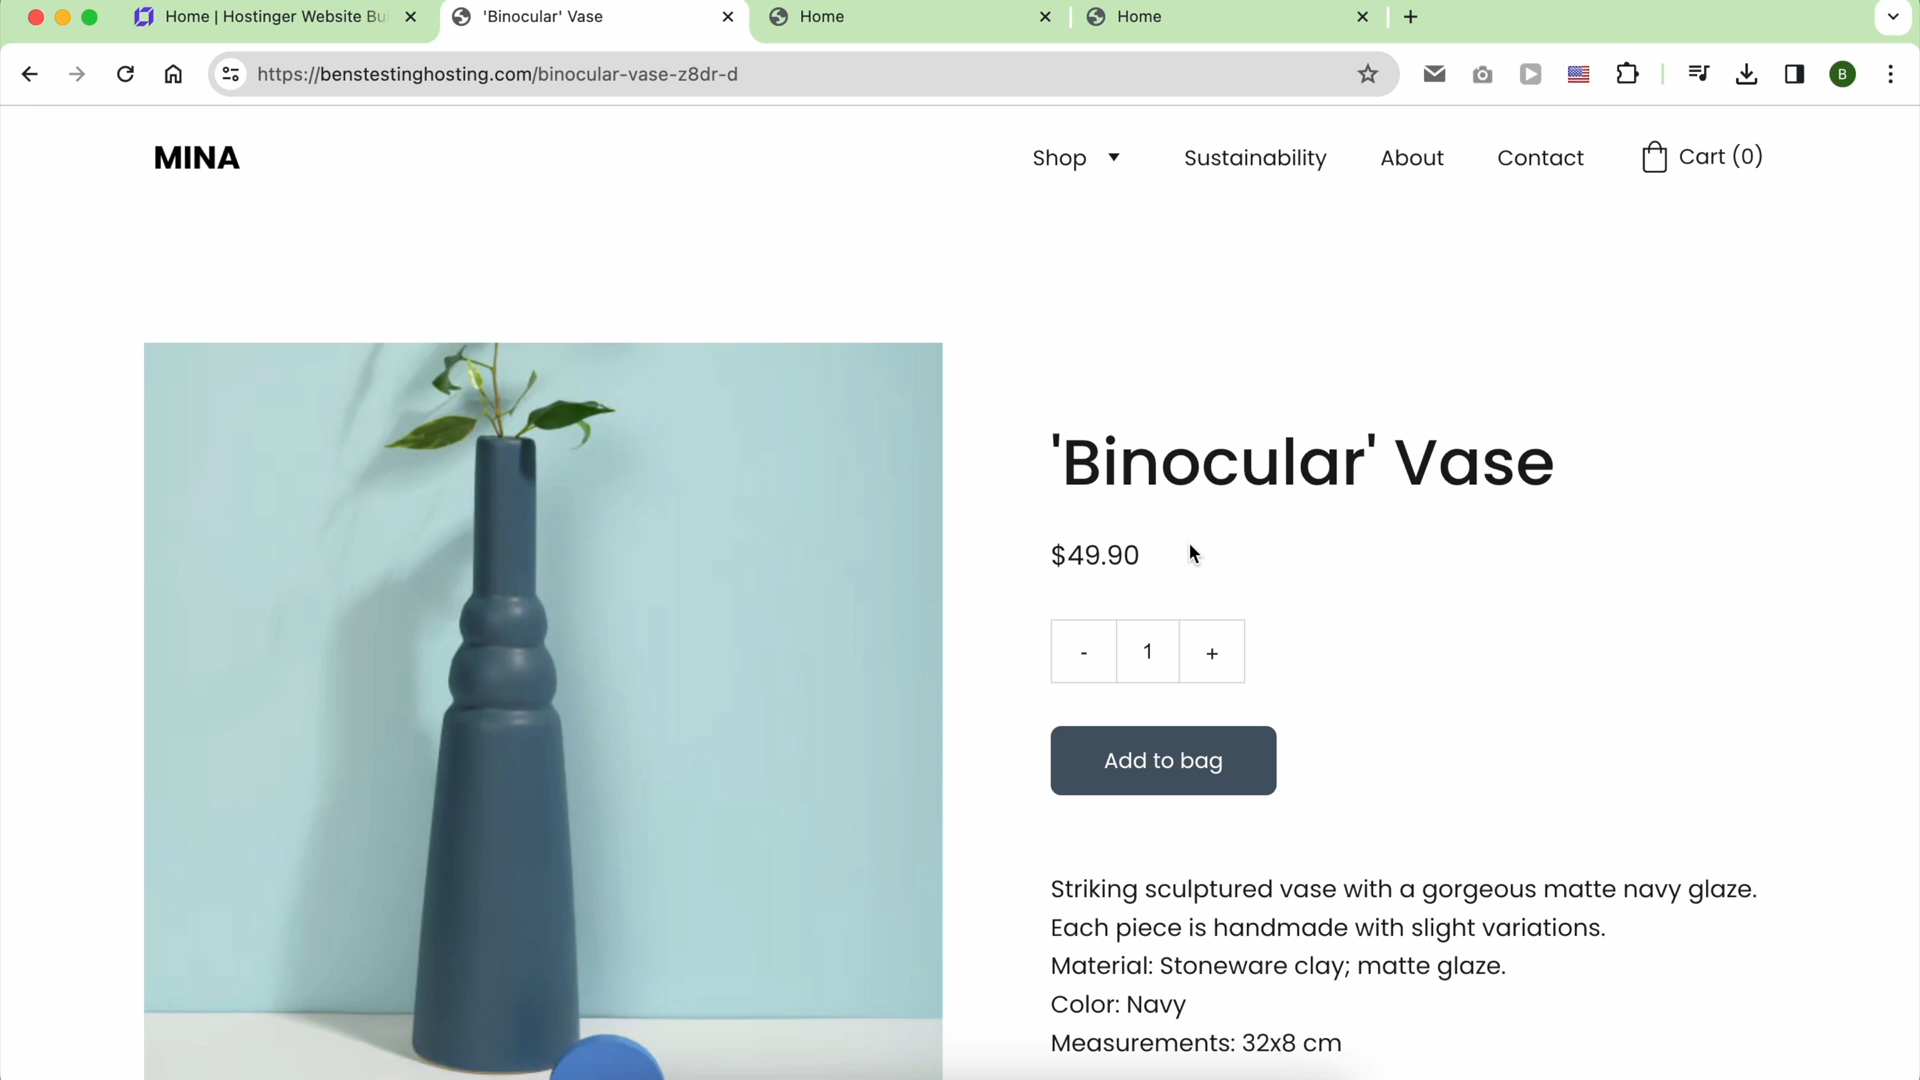 Home | Hostinger Website Bu
'Binocular' Vase
Home
Home
https://benstestinghosting.com/binocular-vase-z8dr-d
B
MINA
Shop
Sustainability
About
Contact
Cart (0)
'Binocular' Vase
$49.90
- 1 +
Add to bag
Striking sculptured vase with a gorgeous matte navy glaze.
Each piece is handmade with slight variations.
Material: Stoneware clay; matte glaze.
Color: Navy
Measurements: 32x8 cm